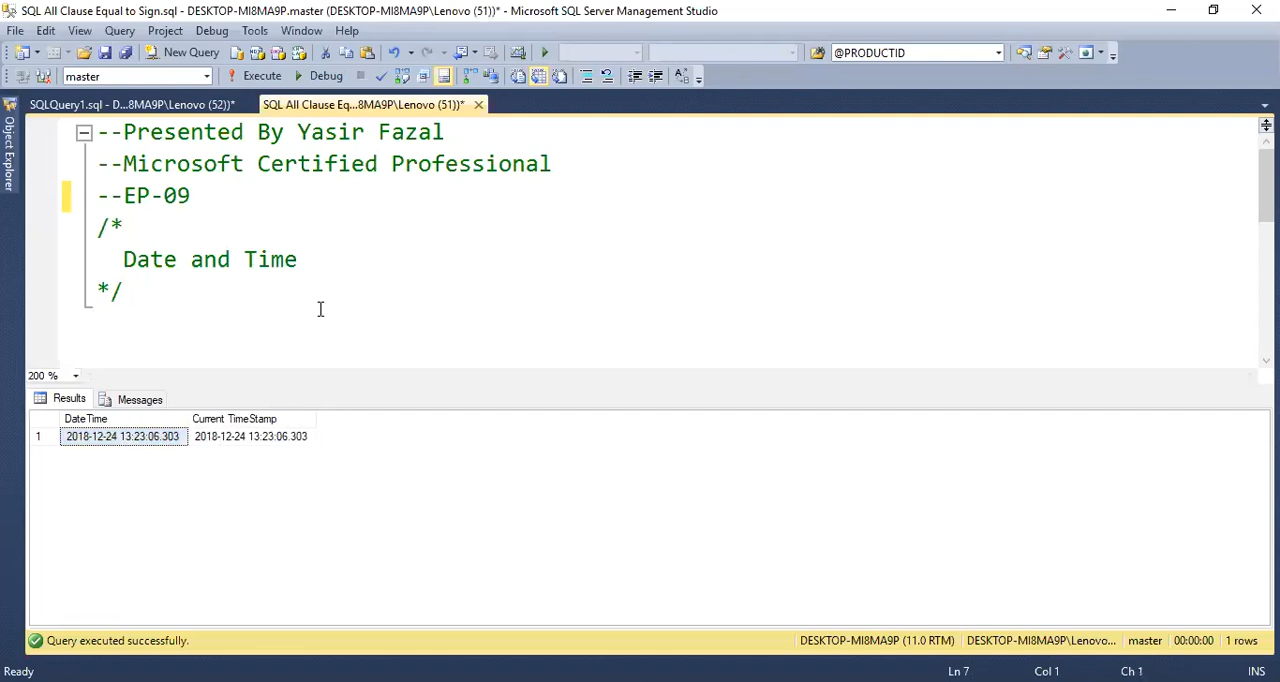 SQL All Clause Equal to Sign.sql - DESKTOP-MI8MA9P.master (DESKTOP-MI8MA9P\Lenovo (51))* - Microsoft SQL Server Management Studio
File Edit View Query Project Debug Tools Window Help
New Query @PRODUCTID
master Execute Debug
SQLQuery1.sql - D...8MA9P\Lenovo (52))* SQL All Clause Eq...8MA9P\Lenovo (51))*
Object Explorer
--Presented By Yasir Fazal
--Microsoft Certified Professional
--EP-09
/*
Date and Time
*/
200 %
Results Messages
DateTime Current TimeStamp
1 2018-12-24 13:23:06.303 2018-12-24 13:23:06.303
Query executed successfully. DESKTOP-MI8MA9P (11.0 RTM) DESKTOP-MI8MA9P\Lenovo... master 00:00:00 1 rows
Ready Ln 7 Col 1 Ch 1 INS